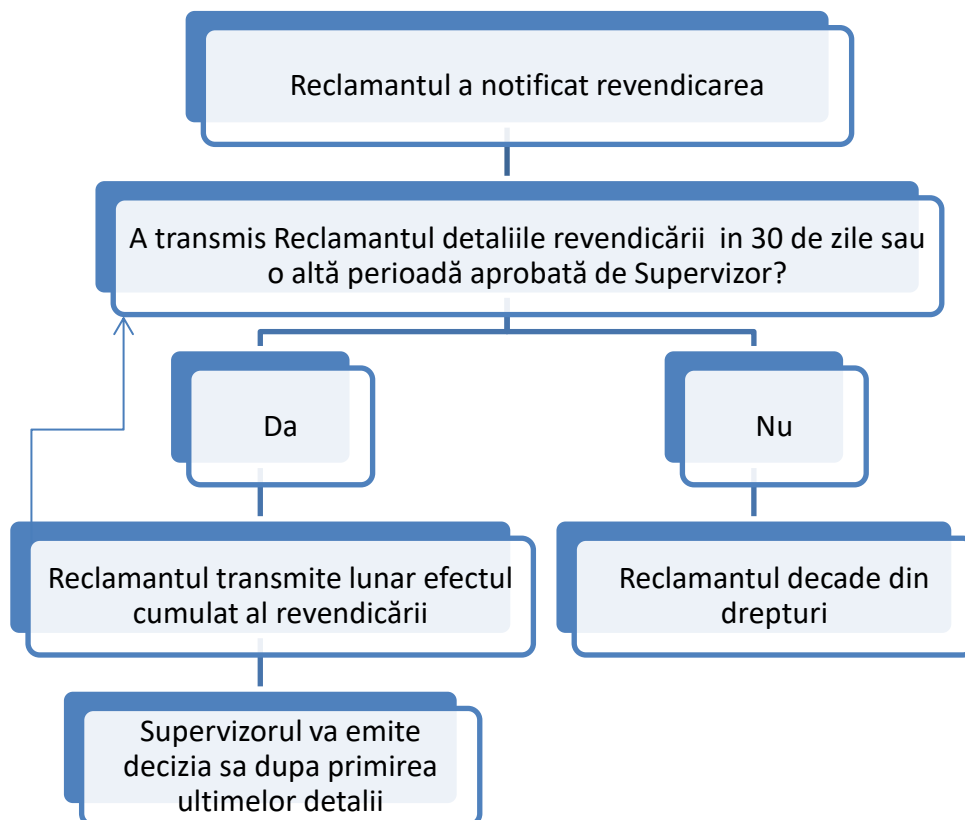 Reclamantul a notificat revendicarea
A transmis Reclamantul detaliile revendicării in 30 de zile sau
o altă perioadă aprobată de Supervizor?
Da
Nu
Reclamantul transmite lunar efectul
cumulat al revendicării
Reclamantul decade din
drepturi
Supervizorul va emite
decizia sa dupa primirea
ultimelor detalii